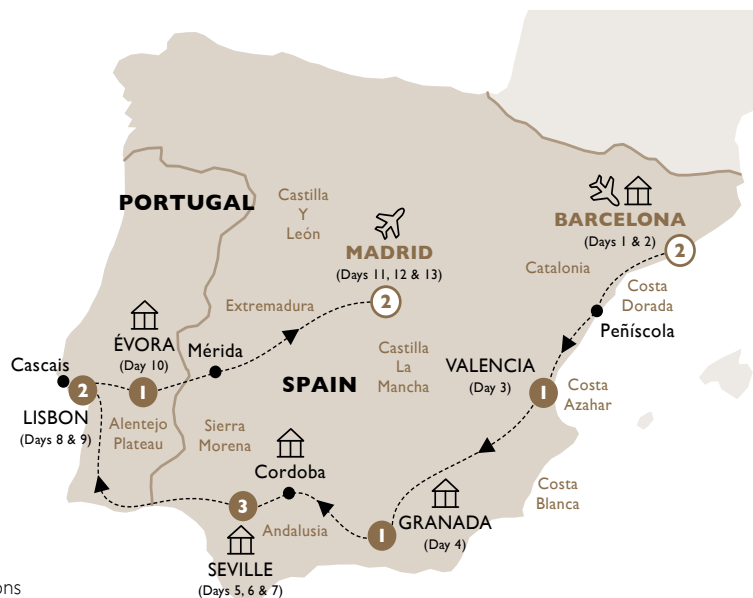 PORTUGAL
Castilla
Y
León
MADRID
(Days 11, 12 & 13)
2
BARCELONA
(Days 1 & 2)
2
Catalonia
Costa
Dorada
Peñíscola
Extremadura
ÉVORA
(Day 10)
1
Mérida
Cascais
2
LISBON
(Days 8 & 9)
Alentejo
Plateau
SPAIN
Castilla
La
Mancha
VALENCIA
(Day 3)
1
Costa
Azahar
Sierra
Morena
Cordoba
3
Andalusia
SEVILLE
(Days 5, 6 & 7)
1
GRANADA
(Day 4)
Costa
Blanca
ons